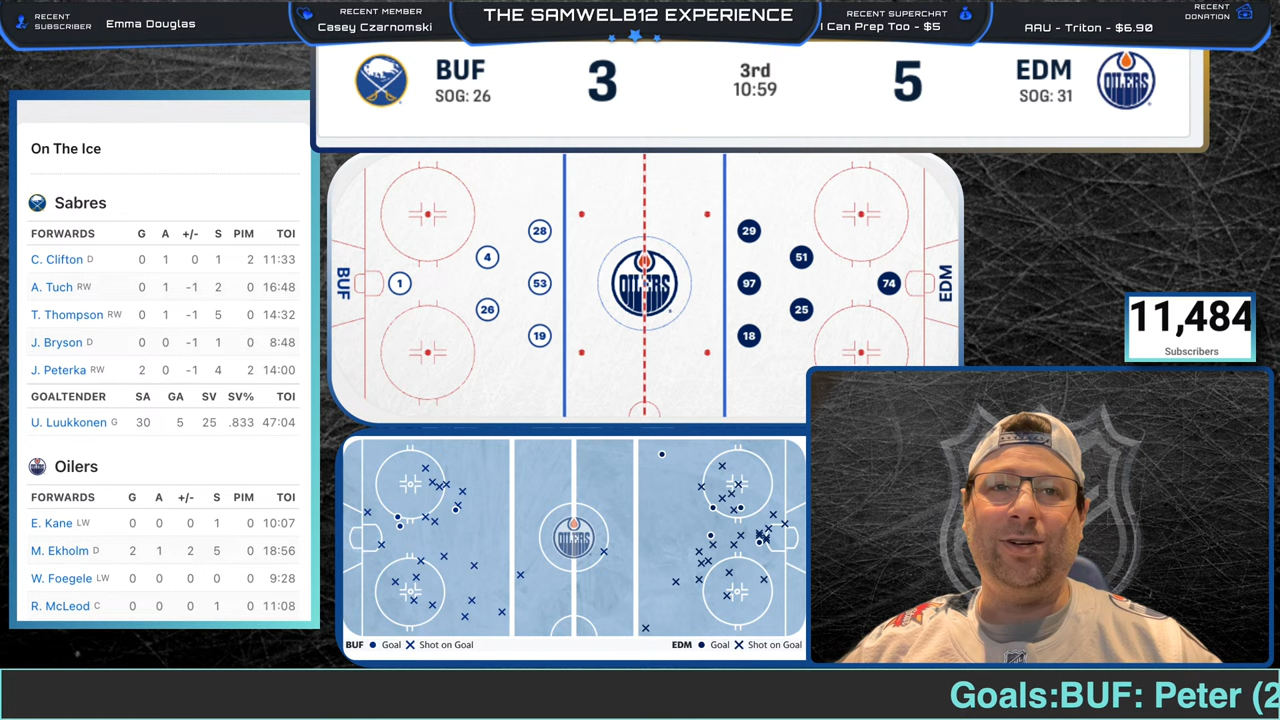 RECENT SUBSCRIBER
Emma Douglas
RECENT MEMBER
Casey Czarnomski
THE SAMWELB12 EXPERIENCE
RECENT SUPERCHAT
I Can Prep Too - $5
RECENT DONATION
AAU - Triton - $6.90
BUF
SOG: 26
3
3rd
10:59
5
EDM
SOG: 31
OILERS
On The Ice
Sabres
FORWARDS G A +/- S PIM TOI
C. Clifton D 0 1 0 1 2 11:33
A. Tuch RW 0 1 -1 2 0 16:48
T. Thompson RW 0 1 -1 5 0 14:32
J. Bryson D 0 0 -1 1 0 8:48
J. Peterka RW 2 0 -1 4 2 14:00
GOALTENDER SA GA SV SV% TOI
U. Luukkonen G 30 5 25 .833 47:04
Oilers
FORWARDS G A +/- S PIM TOI
E. Kane LW 0 0 0 1 0 10:07
M. Ekholm D 2 1 2 5 0 18:56
W. Foegele LW 0 0 0 0 0 9:28
R. McLeod C 0 0 0 1 0 11:08
BUF
1
4
26
28
53
19
OILERS
29
97
18
51
25
74
EDM
OILERS
BUF Goal Shot on Goal
EDM Goal Shot on Goal
11,484
Subscribers
Goals:BUF: Peter (2